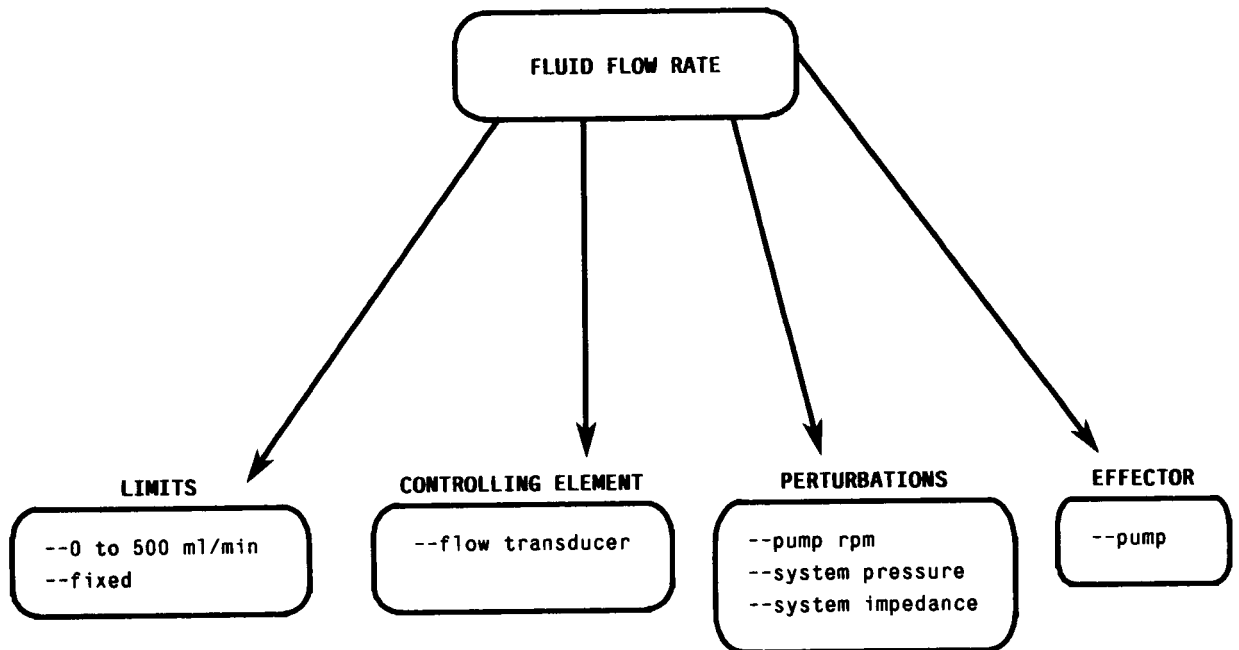 FLUID FLOW RATE
LIMITS
--0 to 500 ml/min
--fixed
CONTROLLING ELEMENT
--flow transducer
PERTURBATIONS
--pump rpm
--system pressure
--system impedance
EFFECTOR
--pump